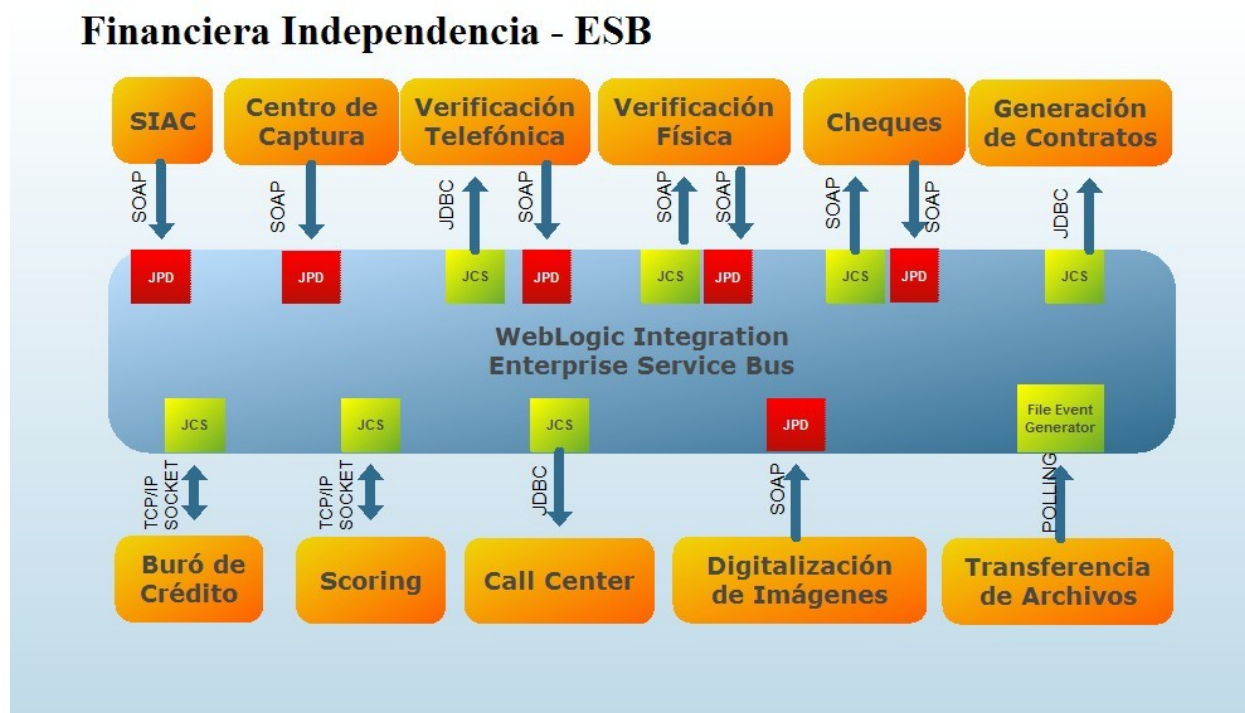 Financiera Independencia - ESB
SIAC
Centro de
Captura
Verificación
Telefónica
Verificación
Física
Cheques
Generación
de Contratos
SOAP
SOAP
JDBC
SOAP
SOAP
SOAP
SOAP
SOAP
JDBC
JPD
JPD
JCS
JPD
JCS
JPD
JCS
JPD
JCS
WebLogic Integration
Enterprise Service Bus
JCS
JCS
JCS
JPD
File Event
Generator
TCP/IP
SOCKET
TCP/IP
SOCKET
JDBC
SOAP
POLLING
Buró de
Crédito
Scoring
Call Center
Digitalización
de Imágenes
Transferencia
de Archivos